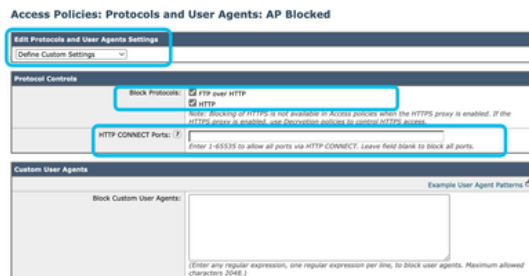 Access Policies: Protocols and User Agents: AP Blocked
Edit Protocols and User Agents Settings
Define Custom Settings
Protocol Controls
Block Protocols:
FTP over HTTP
HTTP
Note: Blocking of HTTPS is not available in Access policies when the HTTPS proxy is enabled. If the
HTTPS proxy is enabled, use Decryption policies to control HTTPS access.
HTTP CONNECT Ports: ?
Enter 1-65535 to allow all ports via HTTP CONNECT. Leave field blank to block all ports.
Custom User Agents
Example User Agent Patterns
Block Custom User Agents:
(Enter any regular expression, one regular expression per line, to block user agents. Maximum allowed
characters 2048.)